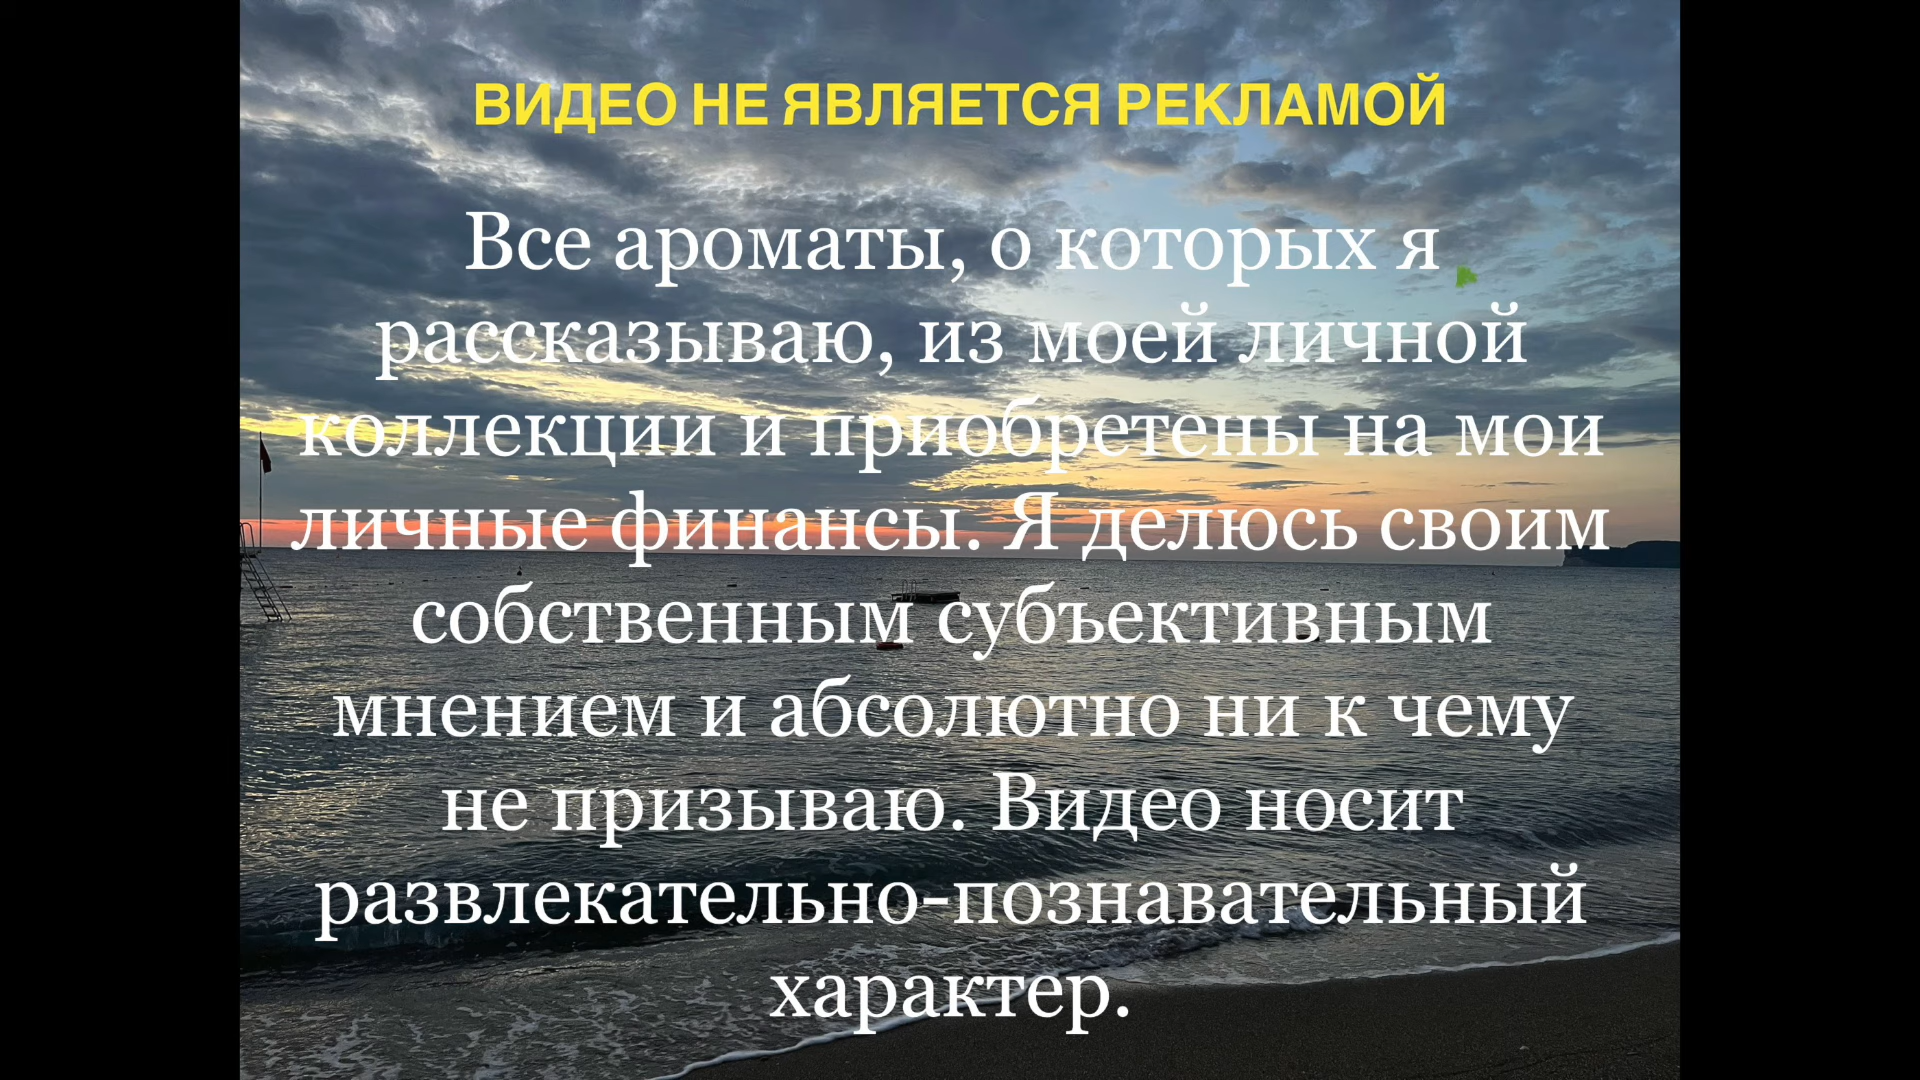 ВИДЕО НЕ ЯВЛЯЕТСЯ РЕКЛАМОЙ
Все ароматы, о которых я
рассказываю, из моей личной
коллекции и приобретены на мои
личные финансы. Я делюсь своим
собственным субъективным
мнением и абсолютно ни к чему
не призываю. Видео носит
развлекательно-познавательный
характер.